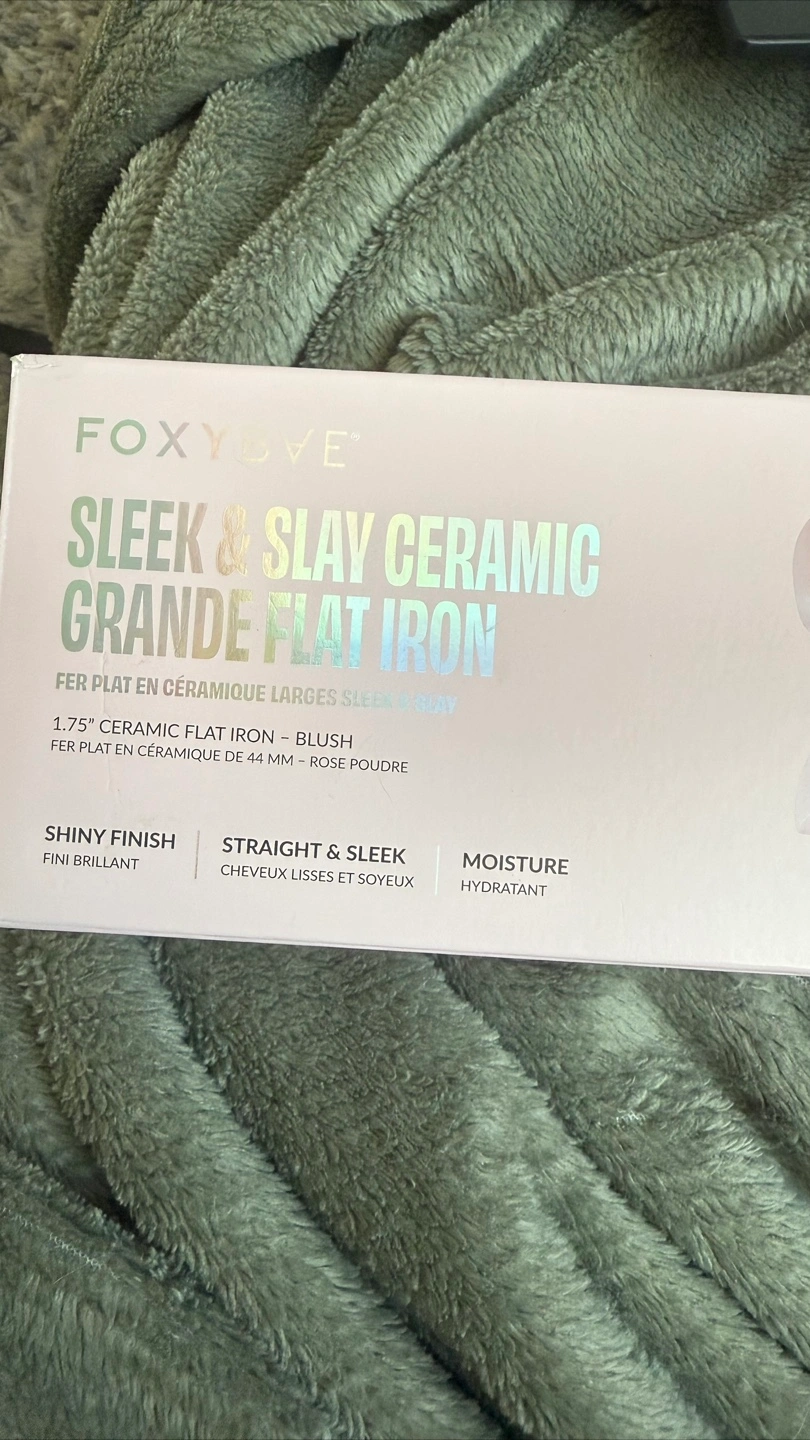 FOXYBAE
SLEEK & SLAY CERAMIC
GRANDE FLAT IRON
FER PLAT EN CÉRAMIQUE LARGES SLEEK & SLAY
1.75” CERAMIC FLAT IRON – BLUSH
FER PLAT EN CÉRAMIQUE DE 44 MM – ROSE POUDRE
SHINY FINISH
FINI BRILLANT
STRAIGHT & SLEEK
CHEVEUX LISSES ET SOYEUX
MOISTURE
HYDRATANT